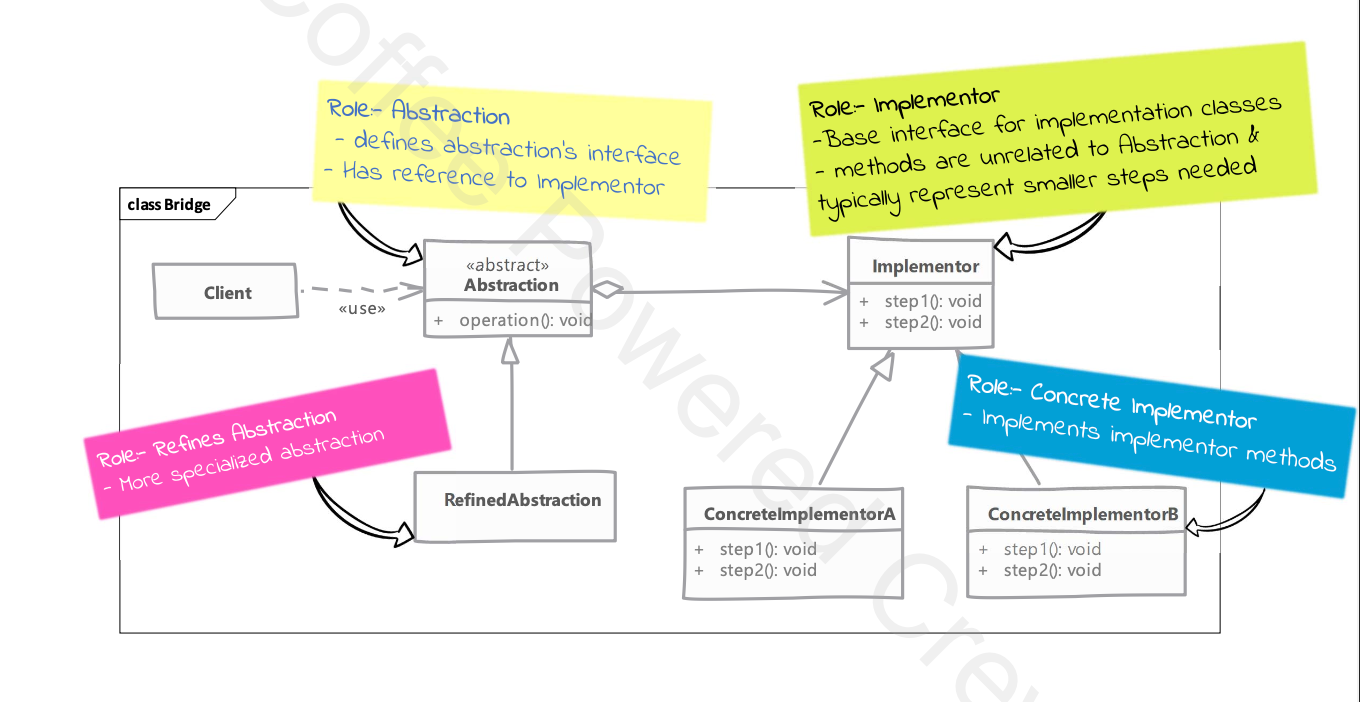 Role:- Abstraction
- defines abstraction's interface
- Has reference to Implementor
Role:- Implementor
-Base interface for implementation classes
- methods are unrelated to Abstraction &
typically represent smaller steps needed
class Bridge
Client
«use»
«abstract»
Abstraction
+ operation(): void
Implementor
+ step1(): void
+ step2(): void
Role:- Refines Abstraction
- More specialized abstraction
Role:- Concrete Implementor
- Implements implementor methods
RefinedAbstraction
ConcreteImplementorA
+ step1(): void
+ step2(): void
ConcreteImplementorB
+ step1(): void
+ step2(): void
Coffee Powered Crew